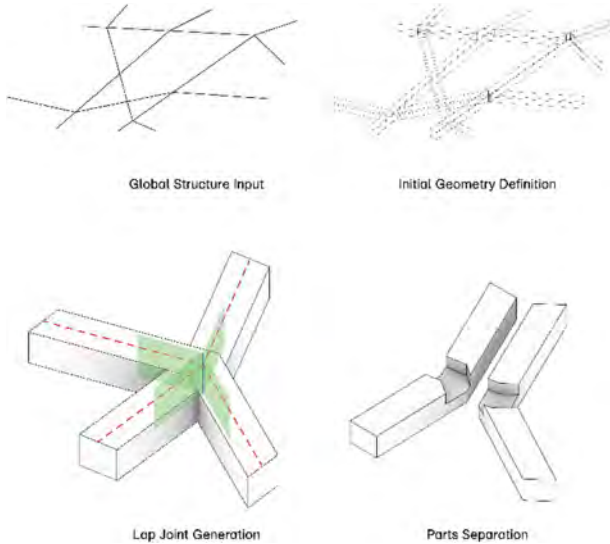 Global Structure Input
Initial Geometry Definition
Lap Joint Generation
Parts Separation